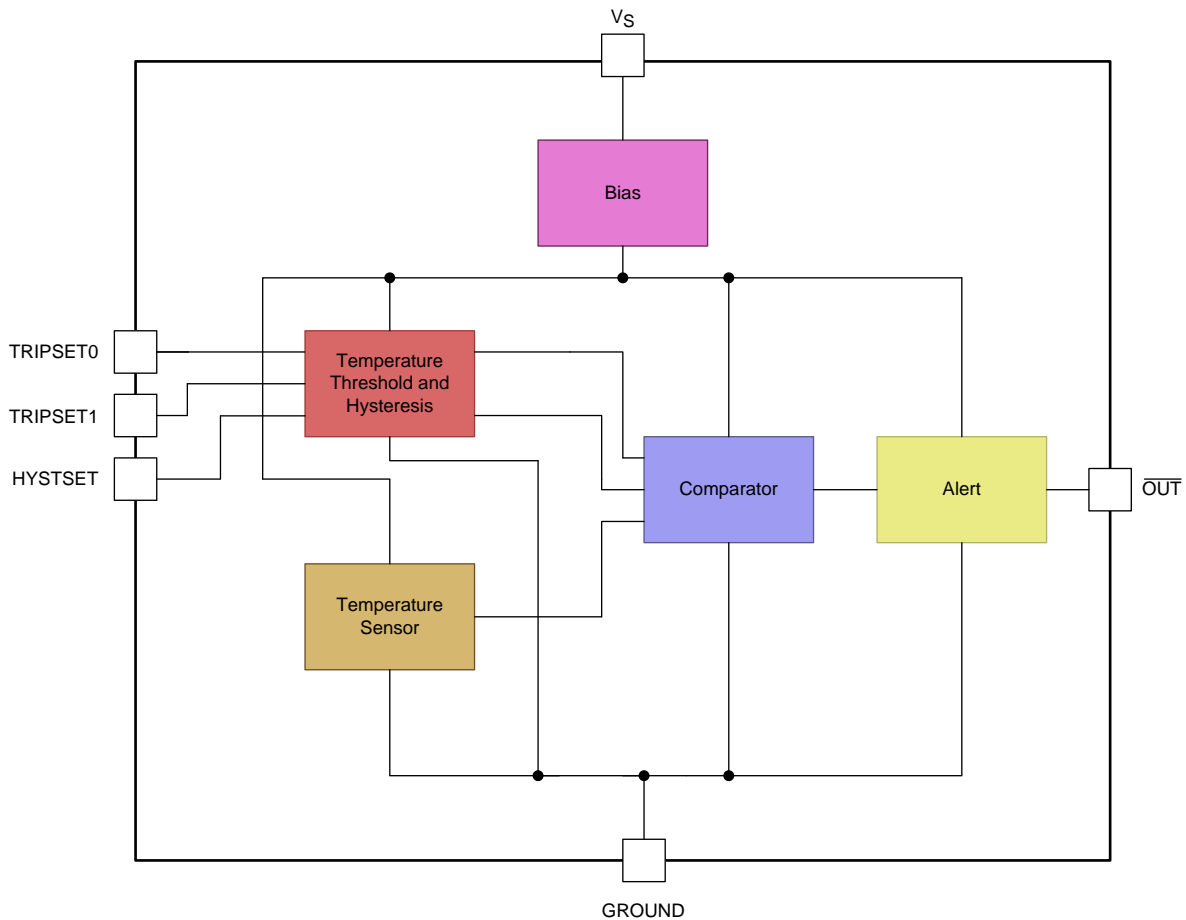 VS
Bias
TRIPSET0
TRIPSET1
HYSTSET
Temperature
Threshold and
Hysteresis
Comparator
Alert
OUT
Temperature
Sensor
GROUND